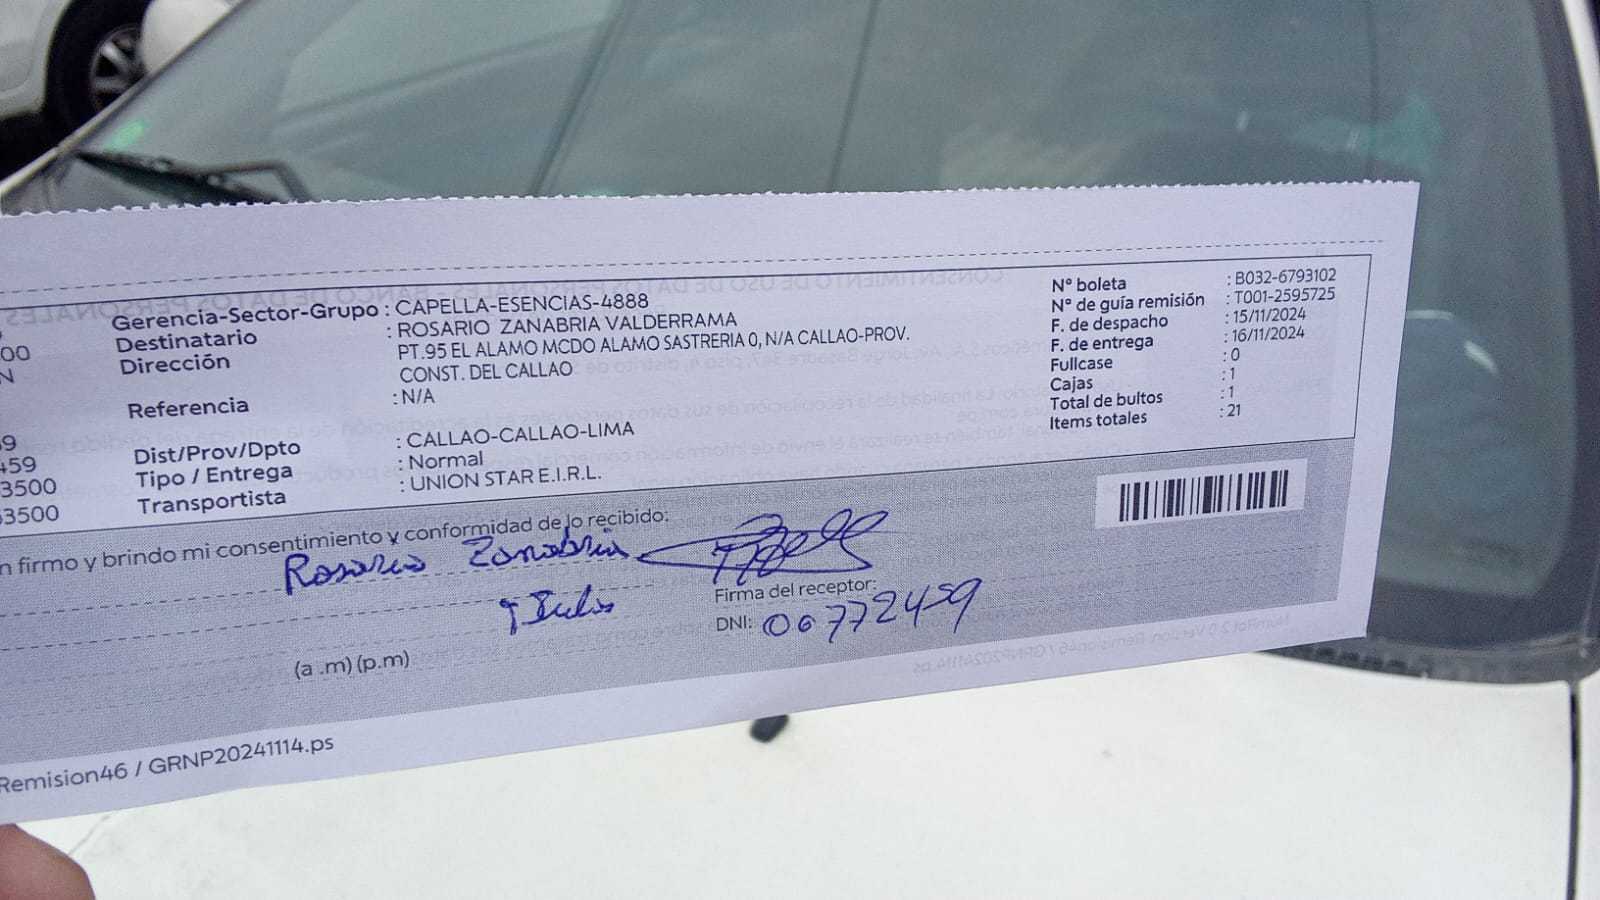 Gerencia-Sector-Grupo : CAPELLA-ESENCIAS-4888
Destinatario : ROSARIO ZANABRIA VALDERRAMA
Dirección PT.95 EL ALAMO MCDO ALAMO SASTRERIA 0, N/A CALLAO-PROV.
CONST. DEL CALLAO
Referencia : N/A
Dist/Prov/Dpto : CALLAO-CALLAO-LIMA
Tipo / Entrega : Normal
Transportista : UNION STAR E.I.R.L.
N° boleta : B032-6793102
N° de guía remisión : T001-2595725
F. de despacho : 15/11/2024
F. de entrega : 16/11/2024
Fullcase : 0
Cajas : 1
Total de bultos : 1
Items totales : 21
00
N
459
3500
63500
n firmo y brindo mi consentimiento y conformidad de lo recibido:
Rosario Zanabria
Firma del receptor:
DNI: 06772459
(a .m) (p.m)
Remision46 / GRNP20241114.ps